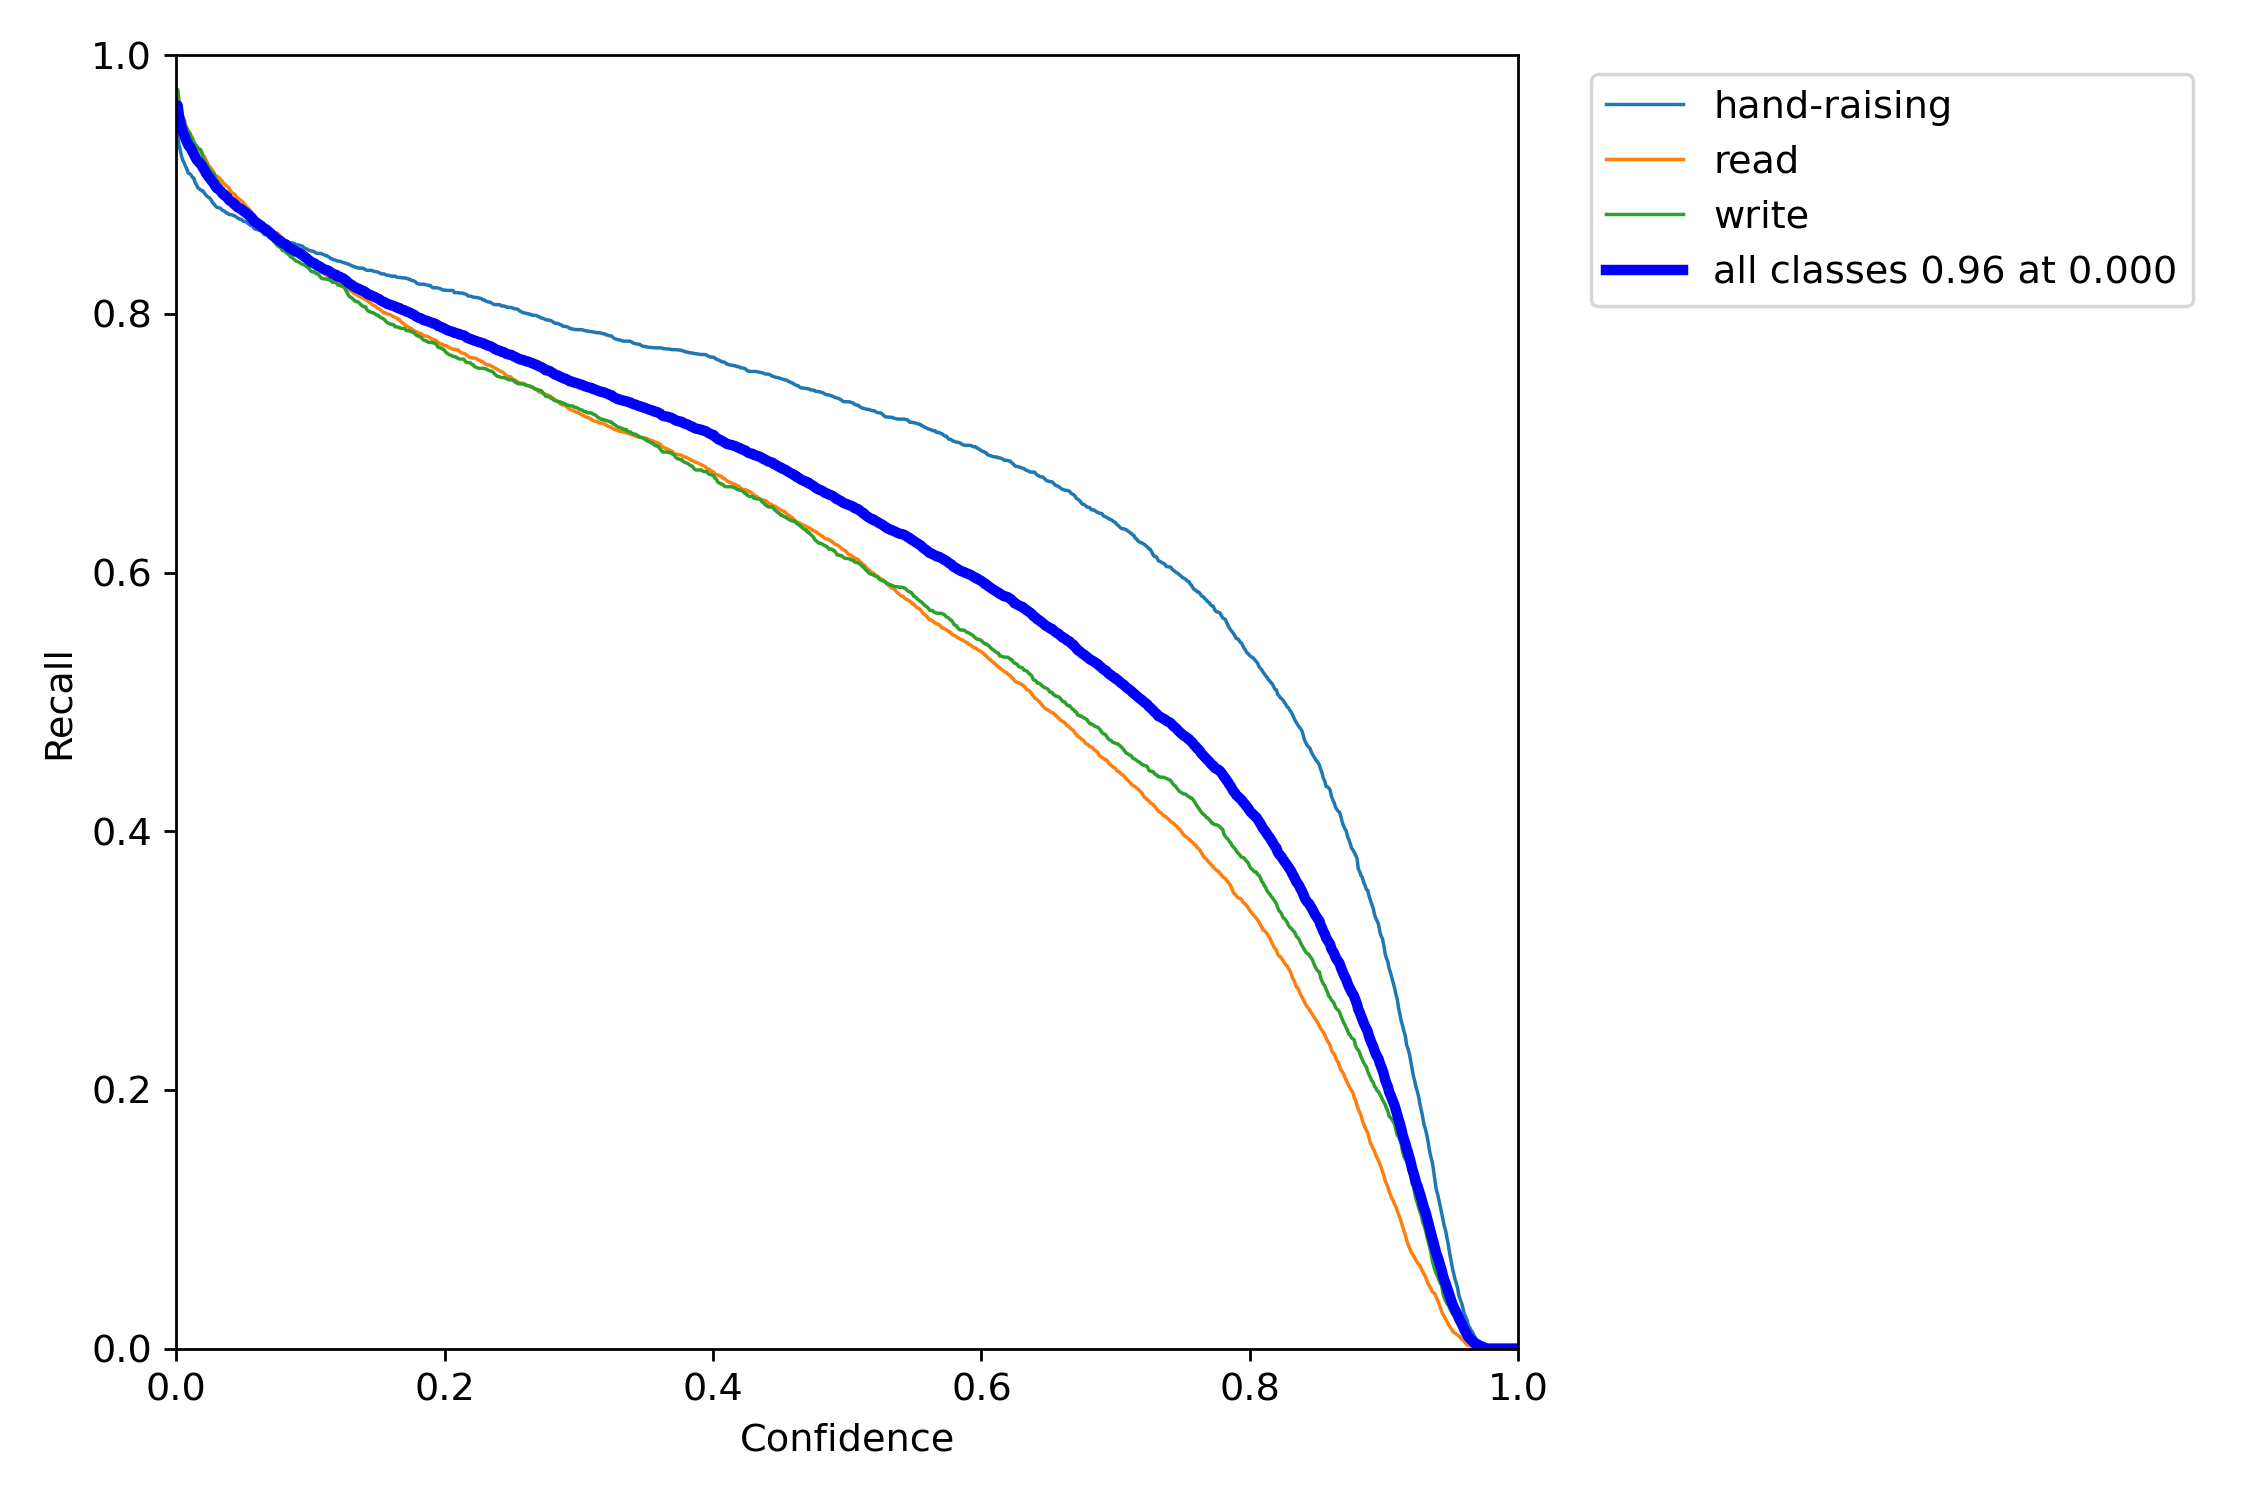 1.0
0.8
0.6
0.4
0.2
0.0
Recall
0.0 0.2 0.4 0.6 0.8 1.0
Confidence
hand-raising
read
write
all classes 0.96 at 0.000